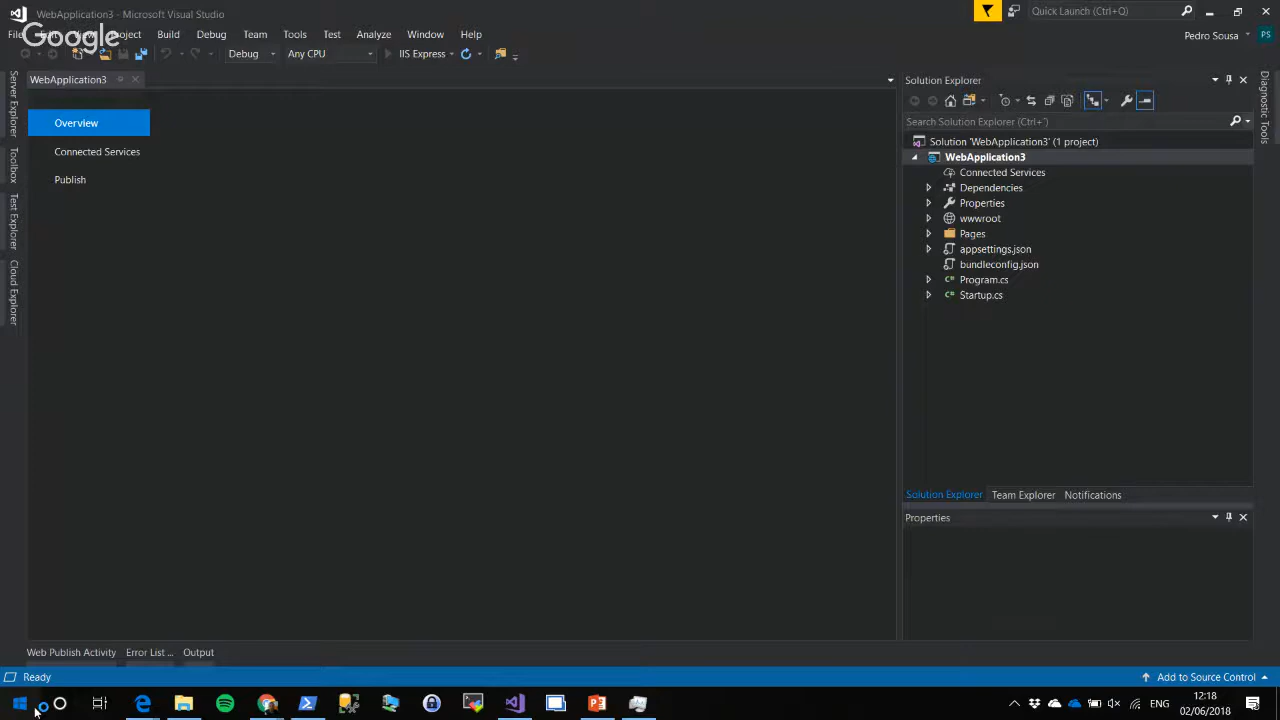 WebApplication3 - Microsoft Visual Studio
Quick Launch (Ctrl+Q)
Google
File
Project
Build
Debug
Team
Tools
Test
Analyze
Window
Help
Pedro Sousa
PS
Debug
Any CPU
IIS Express
WebApplication3
Overview
Connected Services
Publish
Server Explorer
Toolbox
Test Explorer
Cloud Explorer
Solution Explorer
Search Solution Explorer (Ctrl+')
Solution 'WebApplication3' (1 project)
WebApplication3
Connected Services
Dependencies
Properties
wwwroot
Pages
appsettings.json
bundleconfig.json
Program.cs
Startup.cs
Solution Explorer
Team Explorer
Notifications
Properties
Diagnostic Tools
Web Publish Activity
Error List ...
Output
Ready
Add to Source Control
ENG
12:18
02/06/2018